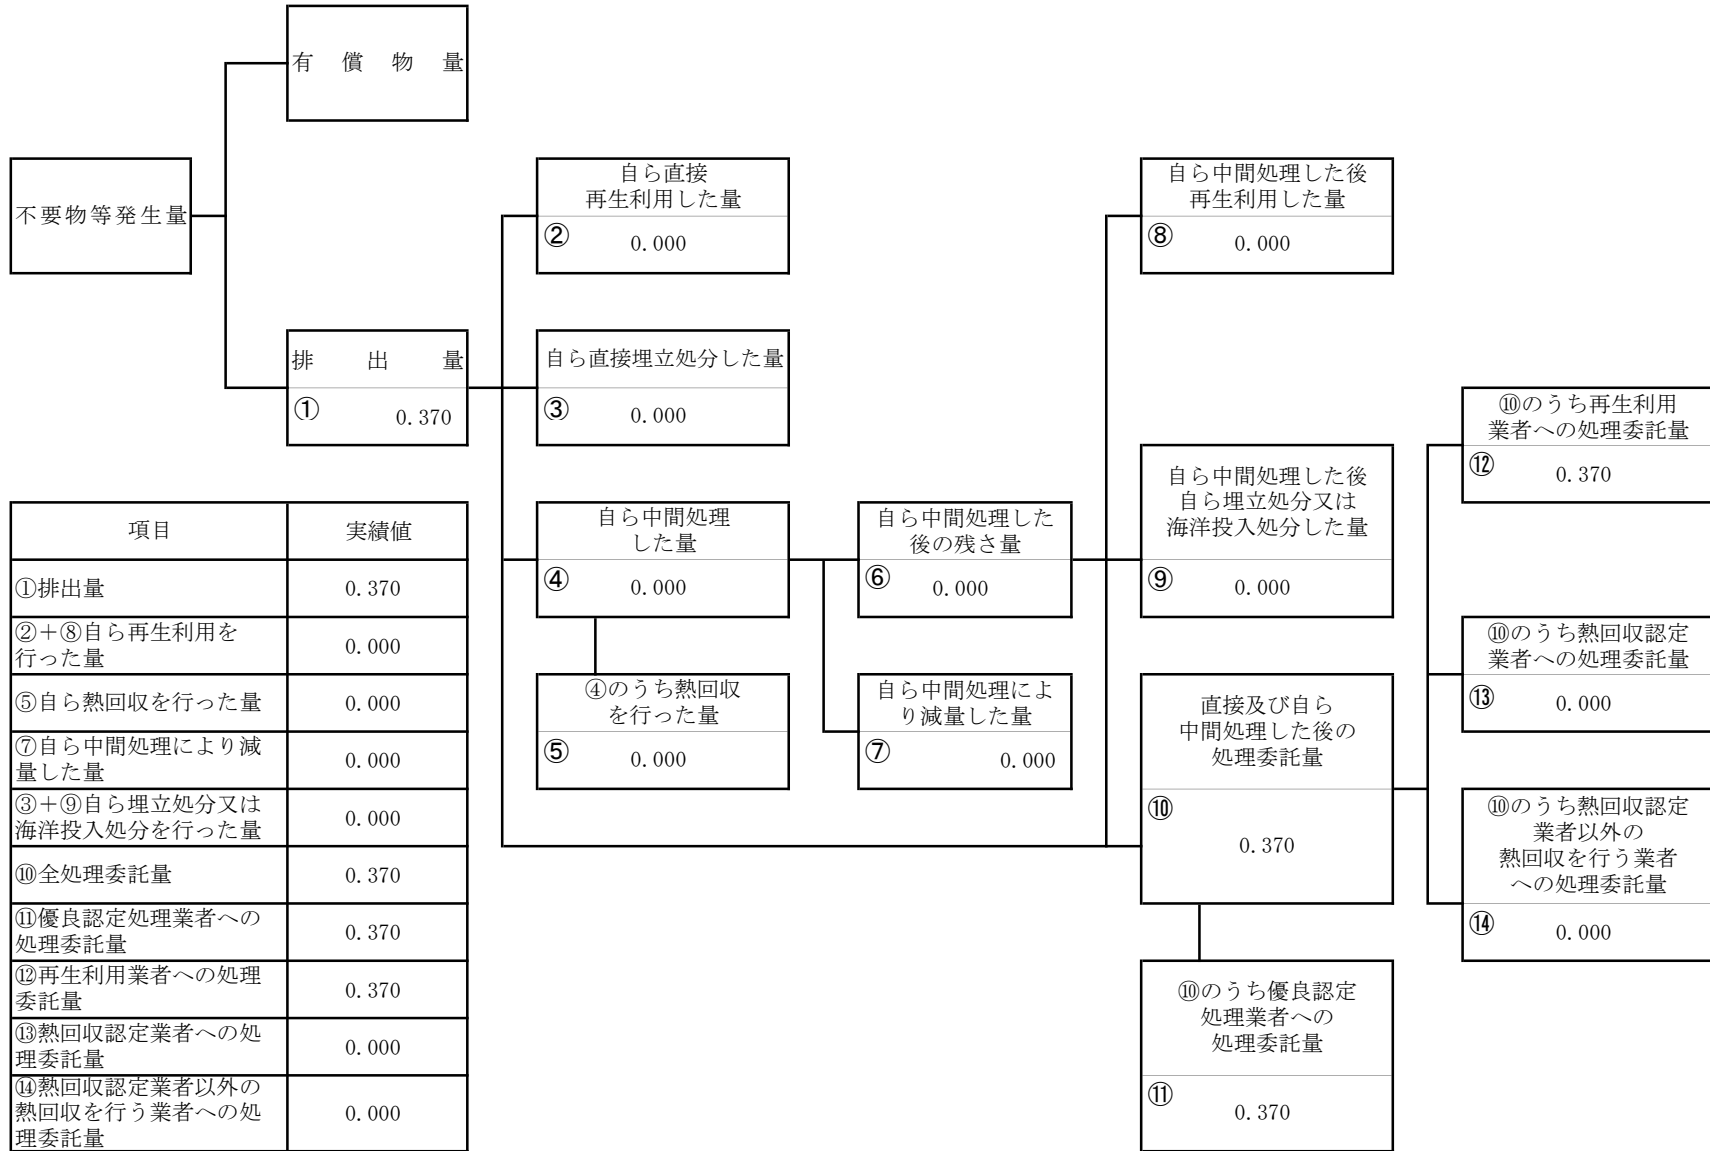 有償物量
不要物等発生量
自ら直接
再生利用した量
② 0.000
自ら中間処理した後
再生利用した量
⑧ 0.000
排出量
① 0.370
自ら直接埋立処分した量
③ 0.000
⑩のうち再生利用
業者への処理委託量
⑫ 0.370
自ら中間処理
した量
④ 0.000
自ら中間処理した
後の残さ量
⑥ 0.000
自ら中間処理した後
自ら埋立処分又は
海洋投入処分した量
⑨ 0.000
④のうち熱回収
を行った量
⑤ 0.000
自ら中間処理によ
り減量した量
⑦ 0.000
直接及び自ら
中間処理した後の
処理委託量
⑩
0.370
⑩のうち熱回収認定
業者への処理委託量
⑬ 0.000
⑩のうち熱回収認定
業者以外の
熱回収を行う業者
への処理委託量
⑭ 0.000
⑩のうち優良認定
処理業者への
処理委託量
⑪ 0.370
項目 実績値
①排出量 0.370
②+⑧自ら再生利用を
行った量 0.000
⑤自ら熱回収を行った量 0.000
⑦自ら中間処理により減
量した量 0.000
③+⑨自ら埋立処分又は
海洋投入処分を行った量 0.000
⑩全処理委託量 0.370
⑪優良認定処理業者への
処理委託量 0.370
⑫再生利用業者への処理
委託量 0.370
⑬熱回収認定業者への処
理委託量 0.000
⑭熱回収認定業者以外の
熱回収を行う業者への処
理委託量 0.000